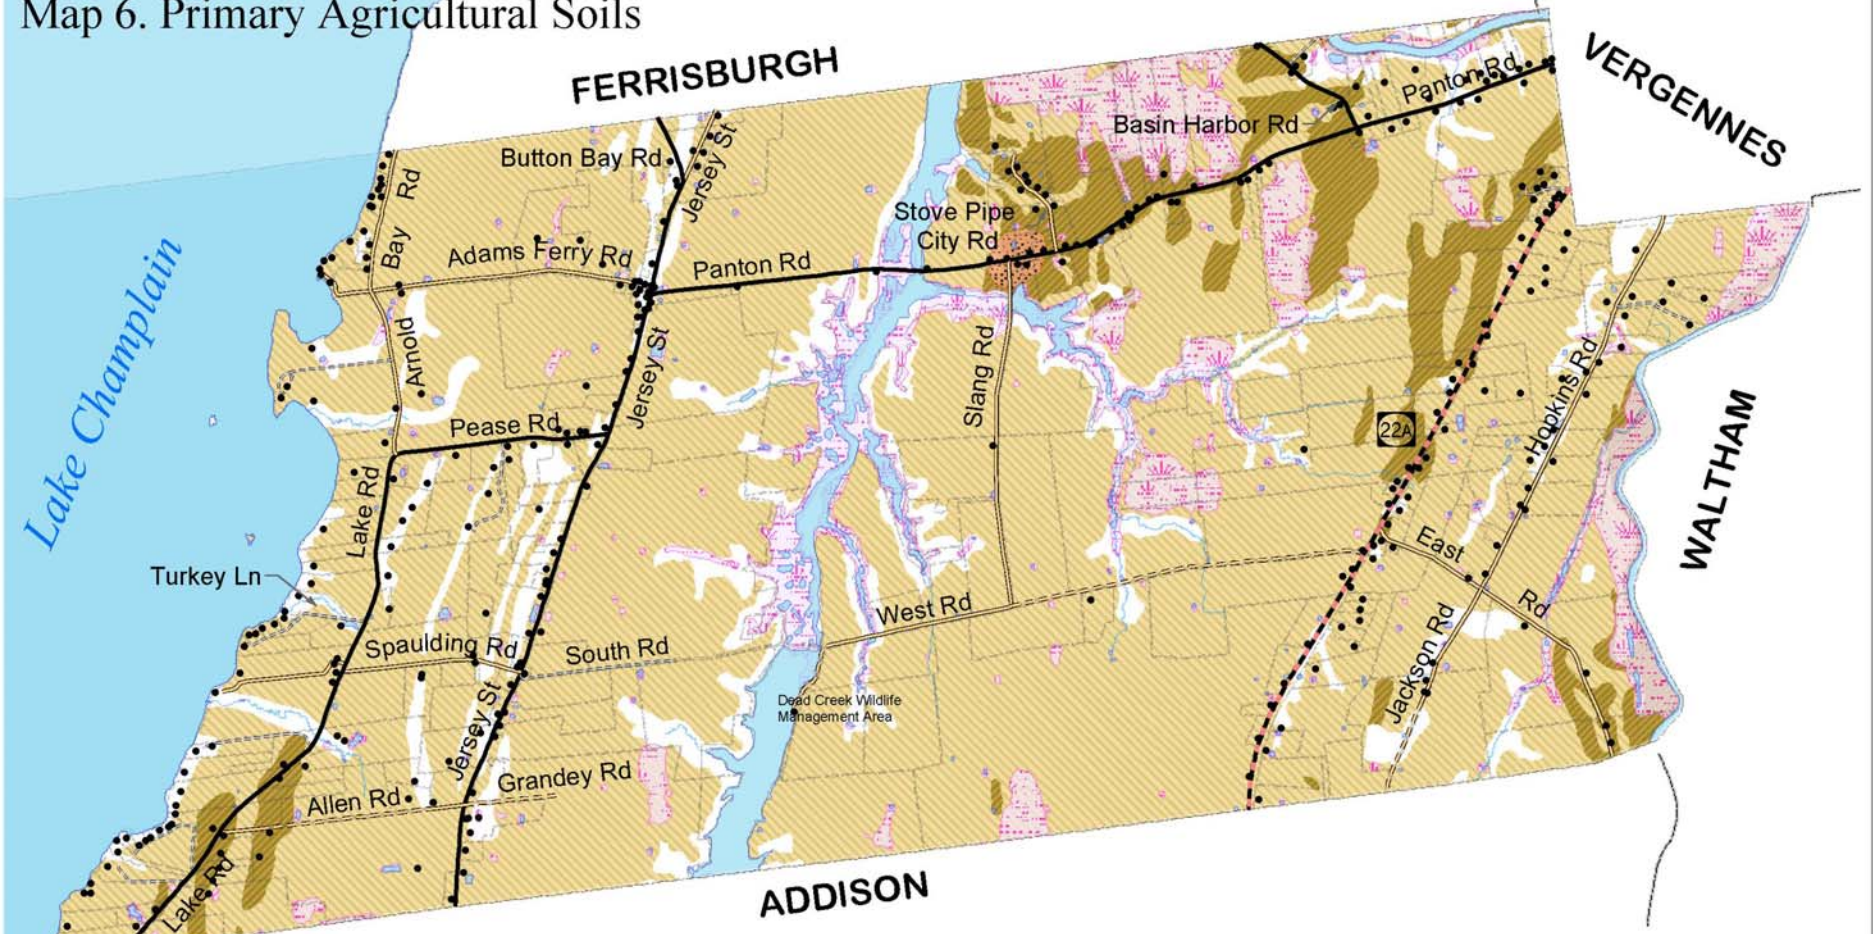 Map 6. Primary Agricultural Soils
FERRISBURGH
VERGENNES
Panton Rd
Basin Harbor Rd
Button Bay Rd
Jersey St
Bay Rd
Stove Pipe
City Rd
Adams Ferry Rd
Panton Rd
Lake Champlain
Arnold
Jersey St
Slang Rd
Hopkins Rd
WALTHAM
Pease Rd
22A
Lake Rd
East Rd
Turkey Ln
West Rd
Spaulding Rd
South Rd
Jackson Rd
Dead Creek Wildlife
Management Area
Jersey St
Grandey Rd
Allen Rd
Lake Rd
ADDISON